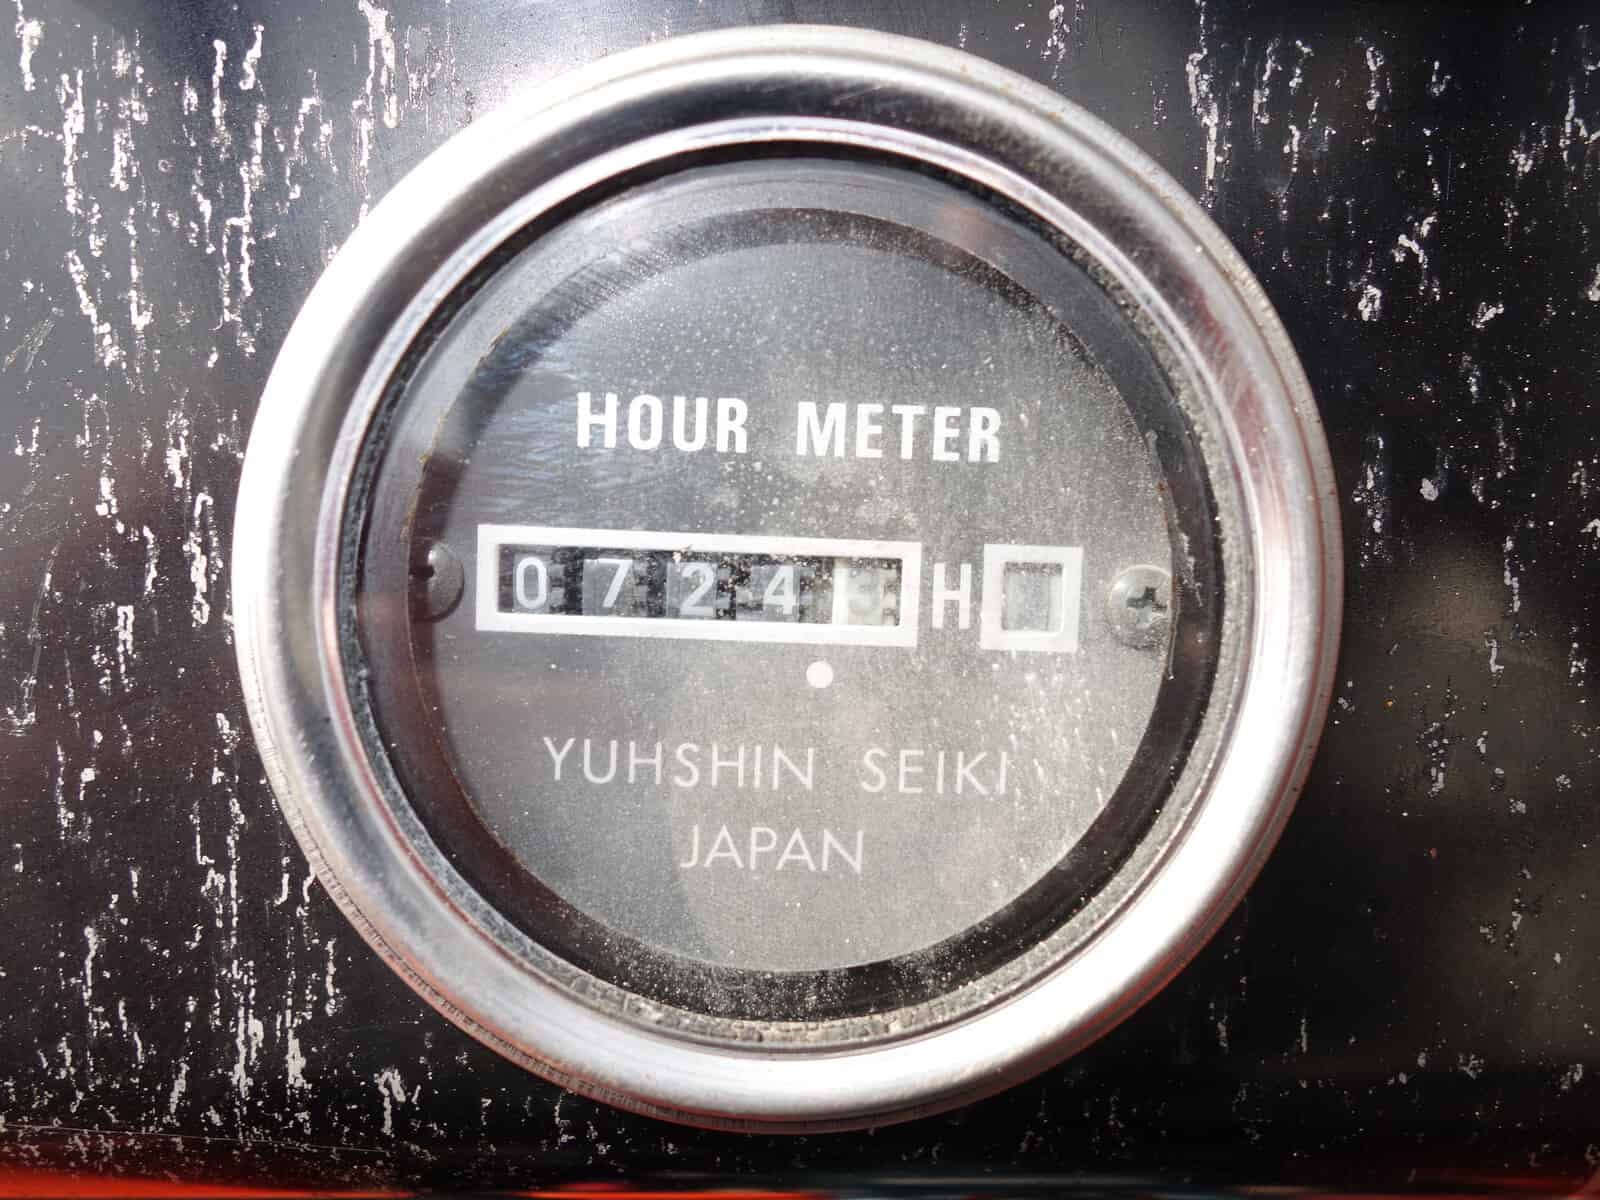 HOUR METER
0724 H
YUHSHIN SEIKI
JAPAN